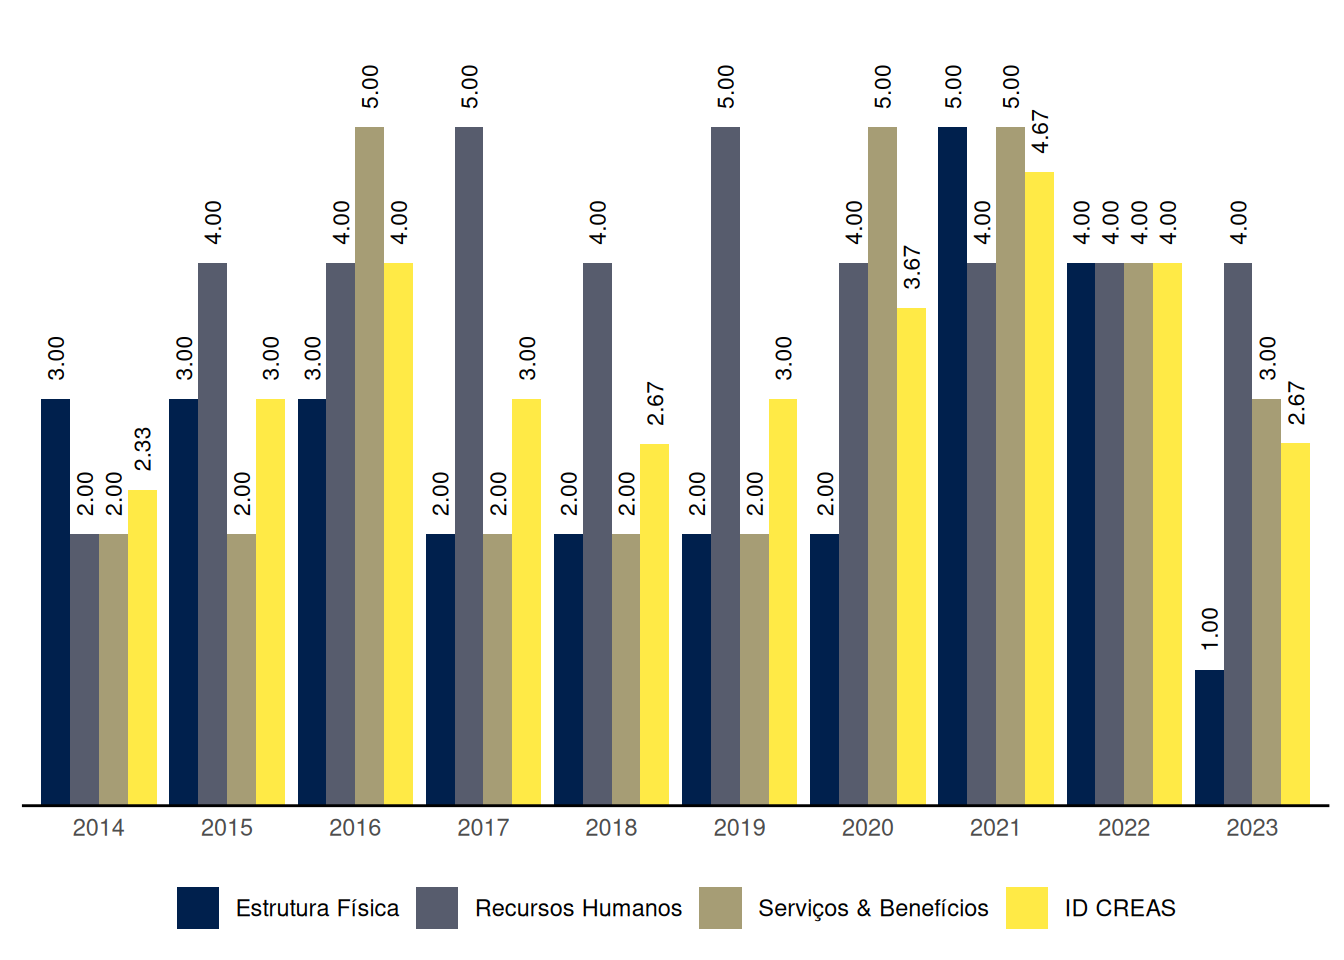 5.00 5.00 5.00 5.00 5.00 5.00
4.67
4.00 4.00 4.00 4.00 4.00 4.00 4.00 4.00 4.00 4.00 4.00
3.67
3.00 3.00 3.00 3.00 3.00 3.00 3.00
2.33 2.67 2.67
2.00 2.00 2.00 2.00 2.00 2.00 2.00 2.00 2.00 2.00
1.00
2014 2015 2016 2017 2018 2019 2020 2021 2022 2023
Estrutura Física Recursos Humanos Serviços & Benefícios ID CREAS